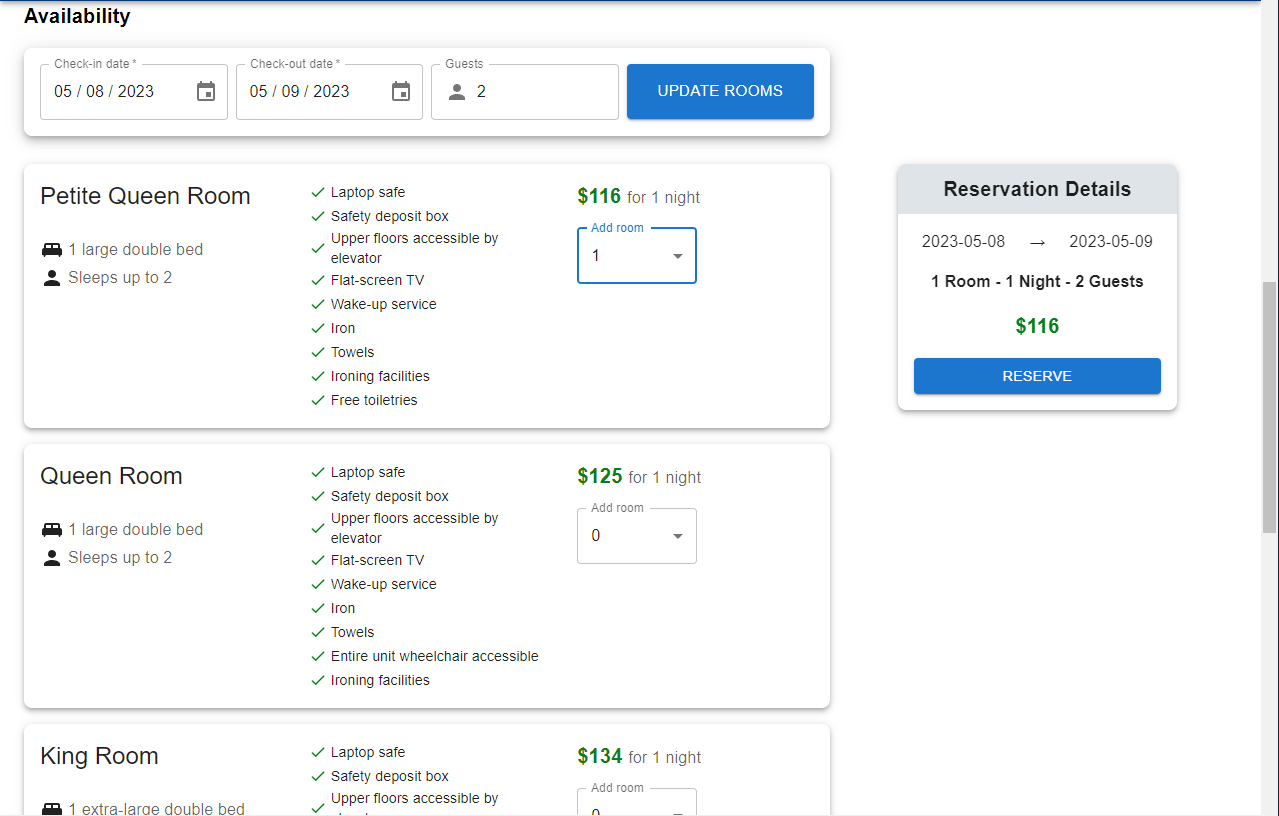 Availability
Check-in date *
05 / 08 / 2023
Check-out date *
05 / 09 / 2023
Guests
2
UPDATE ROOMS
Petite Queen Room
1 large double bed
Sleeps up to 2
Laptop safe
Safety deposit box
Upper floors accessible by
elevator
Flat-screen TV
Wake-up service
Iron
Towels
Ironing facilities
Free toiletries
$116 for 1 night
Add room
1
Reservation Details
2023-05-08 → 2023-05-09
1 Room - 1 Night - 2 Guests
$116
RESERVE
Queen Room
1 large double bed
Sleeps up to 2
Laptop safe
Safety deposit box
Upper floors accessible by
elevator
Flat-screen TV
Wake-up service
Iron
Towels
Entire unit wheelchair accessible
Ironing facilities
$125 for 1 night
Add room
0
King Room
1 extra-large double bed
Laptop safe
Safety deposit box
Upper floors accessible by
$134 for 1 night
Add room
0